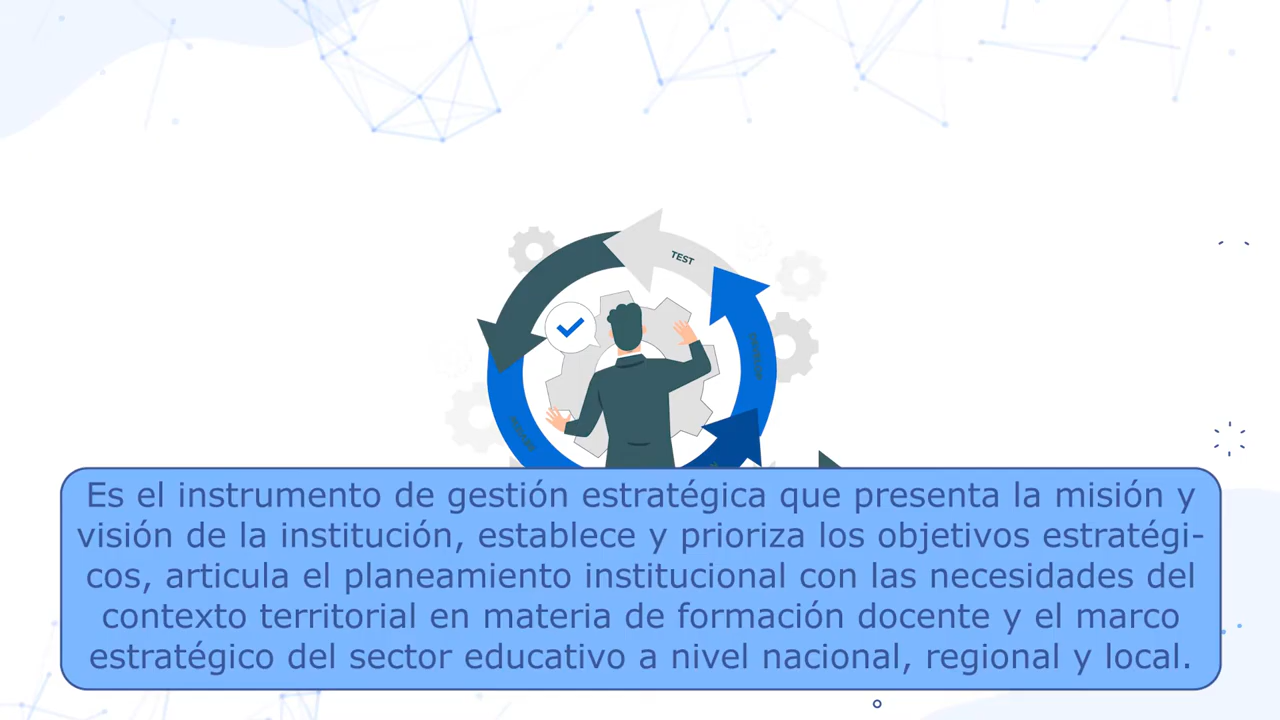 TEST
Es el instrumento de gestión estratégica que presenta la misión y
visión de la institución, establece y prioriza los objetivos estratégi-
cos, articula el planeamiento institucional con las necesidades del
contexto territorial en materia de formación docente y el marco
estratégico del sector educativo a nivel nacional, regional y local.